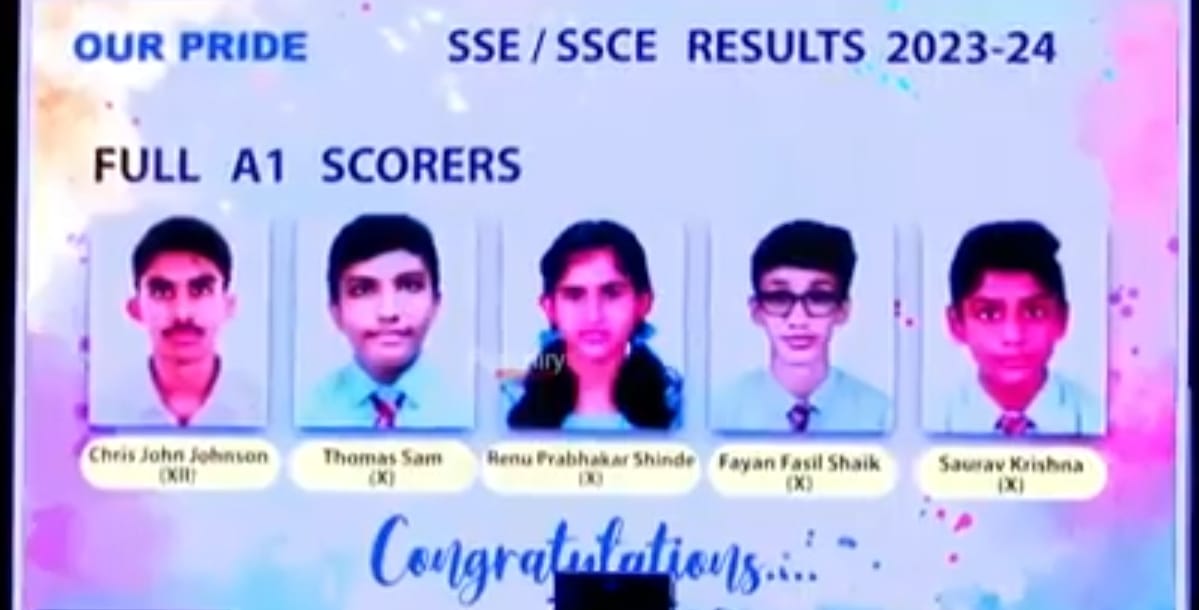 OUR PRIDE SSE / SSCE RESULTS 2023-24
FULL A1 SCORERS
Chris John Johnson
(XII)
Thomas Sam
(X)
Renu Prabhakar Shinde
(X)
Fayan Fasil Shaik
(X)
Saurav Krishna
(X)
Congratulations.....